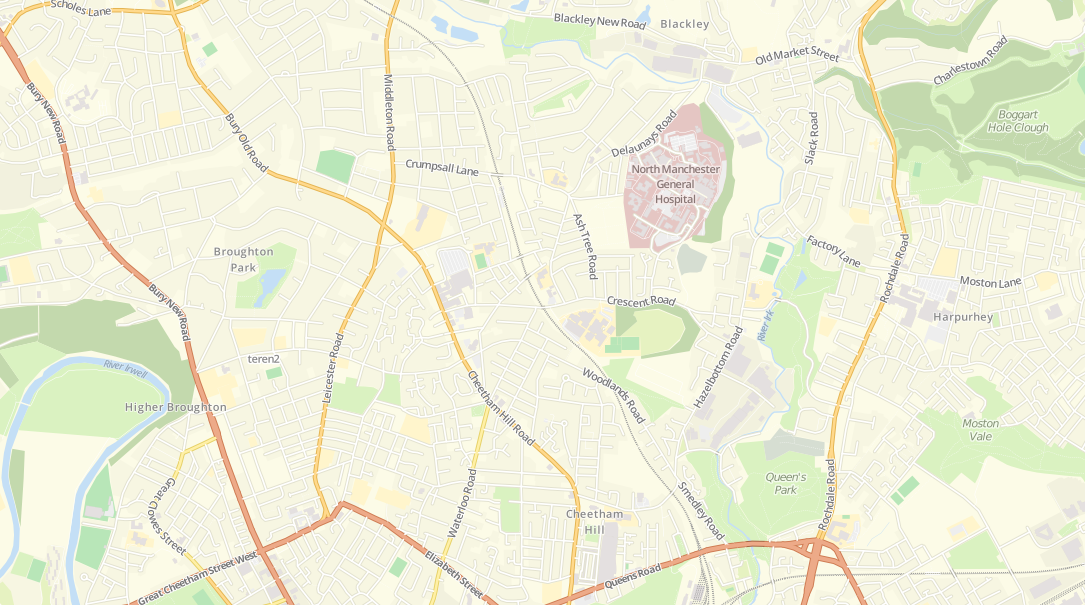 Scholes Lane
Blackley New Road
Blackley
Old Market Street
Charlestown Road
Bury New Road
Middleton Road
Bury Old Road
Delaunays Road
Slack Road
Boggart
Hole Clough
Crumpsall Lane
North Manchester
General
Hospital
Ash Tree Road
Factory Lane
Rochdale Road
Broughton
Park
Moston Lane
Bury New Road
Crescent Road
River Irk
Harpurhey
Leicester Road
teren2
River Irwell
Hazelbottom Road
Woodlands Road
Cheetham Hill Road
Higher Broughton
Moston
Vale
Great Clowes Street
Waterloo Road
Queen's
Park
Rochdale Road
Smedley Road
Cheetham
Hill
Great Cheetham Street West
Elizabeth Street
Queens Road